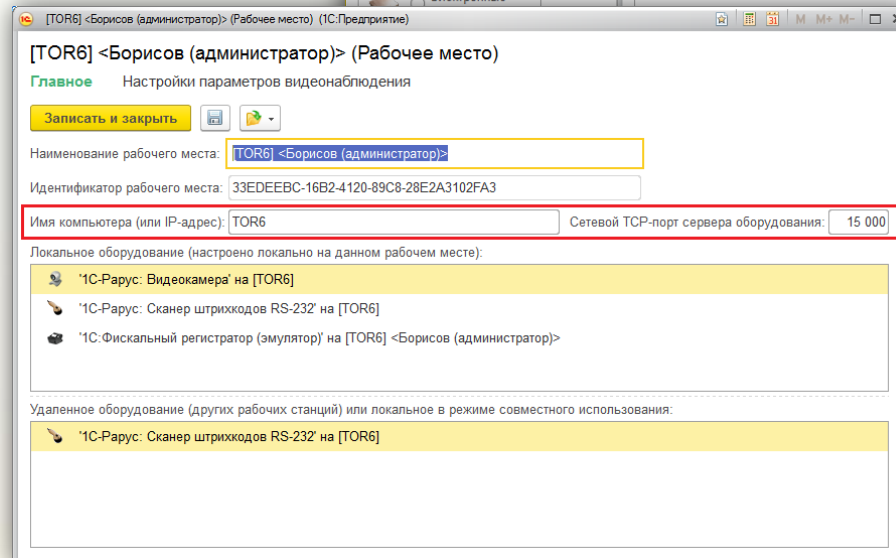 [TOR6] <Борисов (администратор)> (Рабочее место) (1С:Предприятие)
M M+ M-
[TOR6] <Борисов (администратор)> (Рабочее место)
Главное Настройки параметров видеонаблюдения
Записать и закрыть
Наименование рабочего места: [TOR6] <Борисов (администратор)>
Идентификатор рабочего места: 33EDEEBC-16B2-4120-89C8-28E2A3102FA3
Имя компьютера (или IP-адрес): TOR6 Сетевой TCP-порт сервера оборудования: 15 000
Локальное оборудование (настроено локально на данном рабочем месте):
'1С-Рарус: Видеокамера' на [TOR6]
'1С-Рарус: Сканер штрихкодов RS-232' на [TOR6]
'1С:Фискальный регистратор (эмулятор)' на [TOR6] <Борисов (администратор)>
Удаленное оборудование (других рабочих станций) или локальное в режиме совместного использования:
'1С-Рарус: Сканер штрихкодов RS-232' на [TOR6]